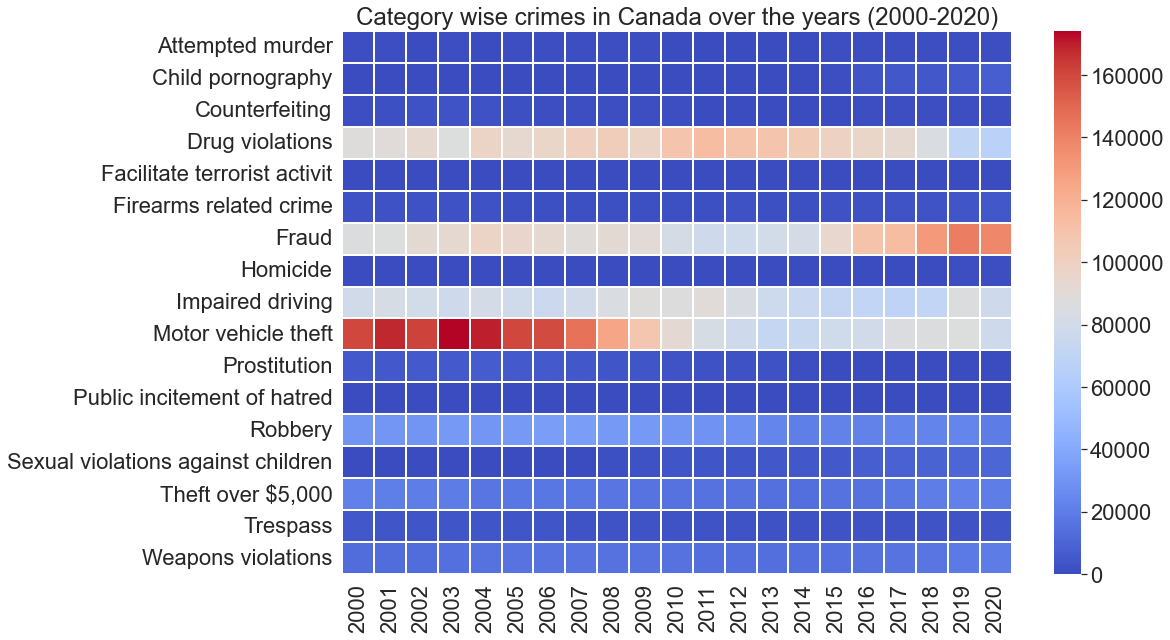 Category wise crimes in Canada over the years (2000-2020)
Attempted murder
Child pornography
Counterfeiting
Drug violations
Facilitate terrorist activit
Firearms related crime
Fraud
Homicide
Impaired driving
Motor vehicle theft
Prostitution
Public incitement of hatred
Robbery
Sexual violations against children
Theft over $5,000
Trespass
Weapons violations
2000
2001
2002
2003
2004
2005
2006
2007
2008
2009
2010
2011
2012
2013
2014
2015
2016
2017
2018
2019
2020
160000
140000
120000
100000
80000
60000
40000
20000
0